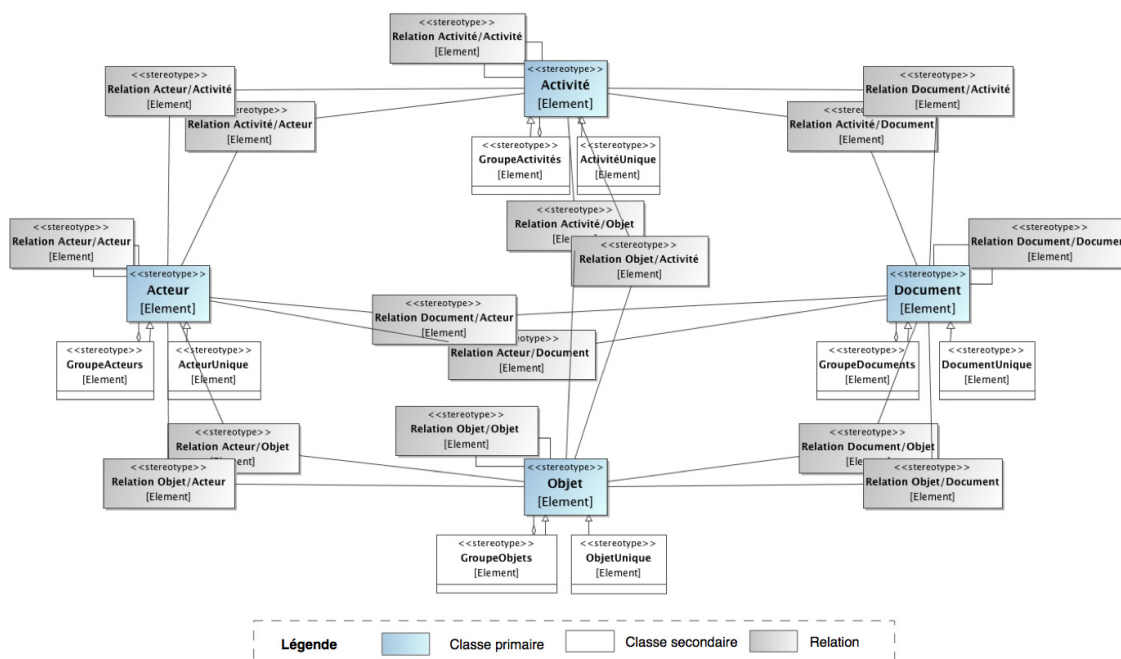 <<stereotype>>
Relation Activité/Activité
[Element]
<<stereotype>>
Activité
[Element]
<<stereotype>>
Relation Acteur/Activité
[Element]
<<stereotype>>
Relation Document/Activité
[Element]
Relation Activité/Acteur
[Element]
Relation Activité/Document
[Element]
<<stereotype>>
GroupeActivités
[Element]
<<stereotype>>
ActivitéUnique
[Element]
<<stereotype>>
Relation Activité/Objet
<<stereotype>>
Relation Objet/Activité
[Element]
<<stereotype>>
Relation Acteur/Acteur
[Element]
<<stereotype>>
Relation Document/Document
[Element]
<<stereotype>>
Acteur
[Element]
<<stereotype>>
Document
[Element]
<<stereotype>>
Relation Document/Acteur
[Element]
<<stereotype>>
Relation Acteur/Document
[Element]
<<stereotype>>
GroupeActeurs
[Element]
<<stereotype>>
ActeurUnique
[Element]
<<stereotype>>
GroupeDocuments
[Element]
<<stereotype>>
DocumentUnique
[Element]
<<stereotype>>
Relation Objet/Objet
[Element]
<<stereotype>>
Relation Acteur/Objet
<<stereotype>>
Relation Document/Objet
<<stereotype>>
Relation Objet/Acteur
[Element]
<<stereotype>>
Objet
[Element]
<<stereotype>>
Relation Objet/Document
[Element]
<<stereotype>>
GroupeObjets
[Element]
<<stereotype>>
ObjetUnique
[Element]
Légende
Classe primaire
Classe secondaire
Relation